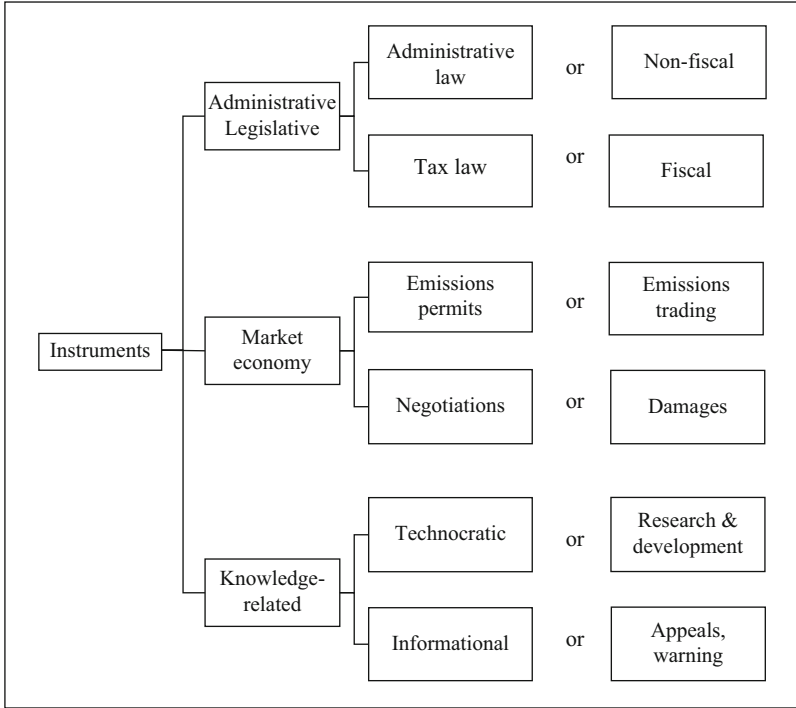 Instruments
Administrative
Legislative
Administrative
law
or
Non-fiscal
Tax law
or
Fiscal
Market
economy
Emissions
permits
or
Emissions
trading
Negotiations
or
Damages
Knowledge-
related
Technocratic
or
Research &
development
Informational
or
Appeals,
warning